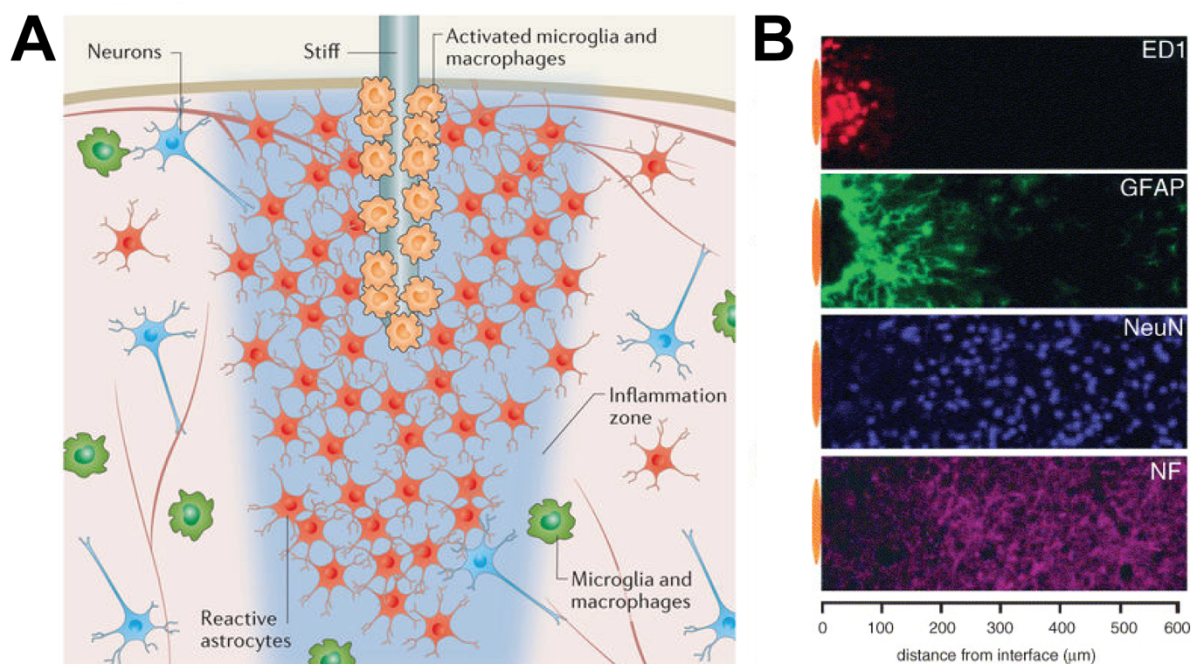 A
Neurons
Stiff
Activated microglia and
macrophages
Inflammation
zone
Microglia and
macrophages
Reactive
astrocytes
B
ED1
GFAP
NeuN
NF
0 100 200 300 400 500 600
distance from interface (μm)